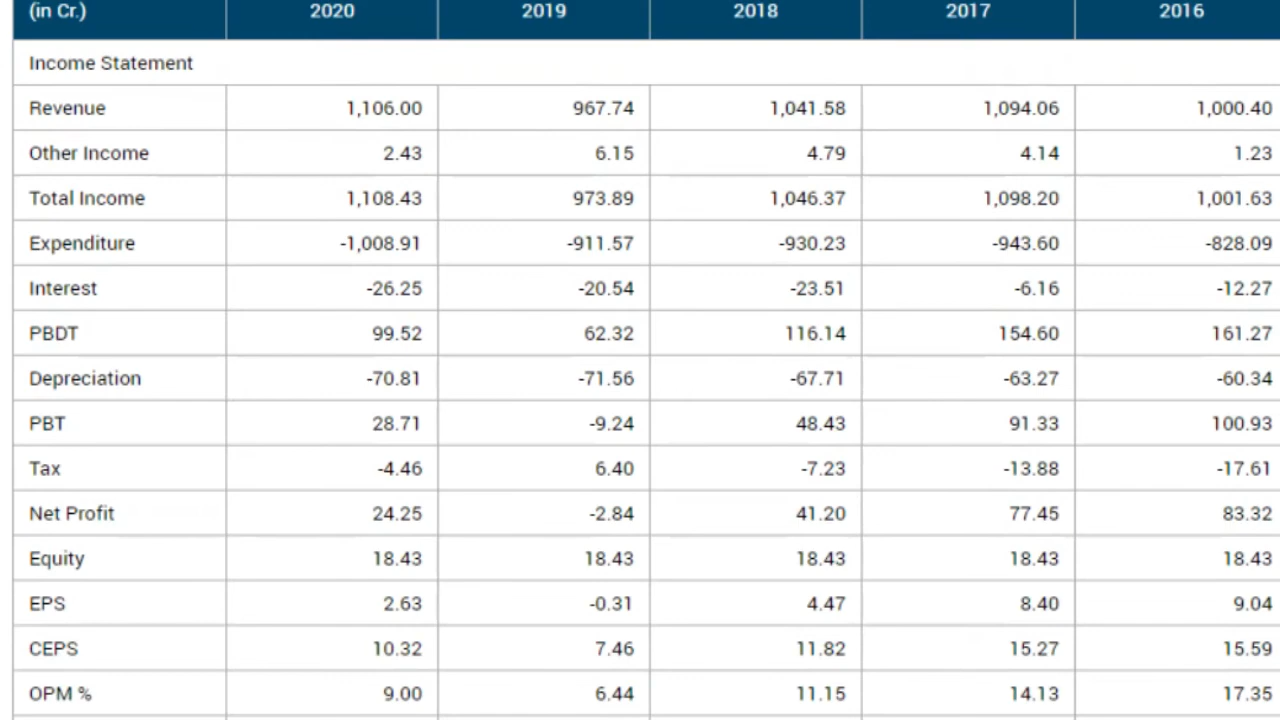 (in Cr.) 2020 2019 2018 2017 2016
Income Statement
Revenue 1,106.00 967.74 1,041.58 1,094.06 1,000.40
Other Income 2.43 6.15 4.79 4.14 1.23
Total Income 1,108.43 973.89 1,046.37 1,098.20 1,001.63
Expenditure -1,008.91 -911.57 -930.23 -943.60 -828.09
Interest -26.25 -20.54 -23.51 -6.16 -12.27
PBDT 99.52 62.32 116.14 154.60 161.27
Depreciation -70.81 -71.56 -67.71 -63.27 -60.34
PBT 28.71 -9.24 48.43 91.33 100.93
Tax -4.46 6.40 -7.23 -13.88 -17.61
Net Profit 24.25 -2.84 41.20 77.45 83.32
Equity 18.43 18.43 18.43 18.43 18.43
EPS 2.63 -0.31 4.47 8.40 9.04
CEPS 10.32 7.46 11.82 15.27 15.59
OPM % 9.00 6.44 11.15 14.13 17.35